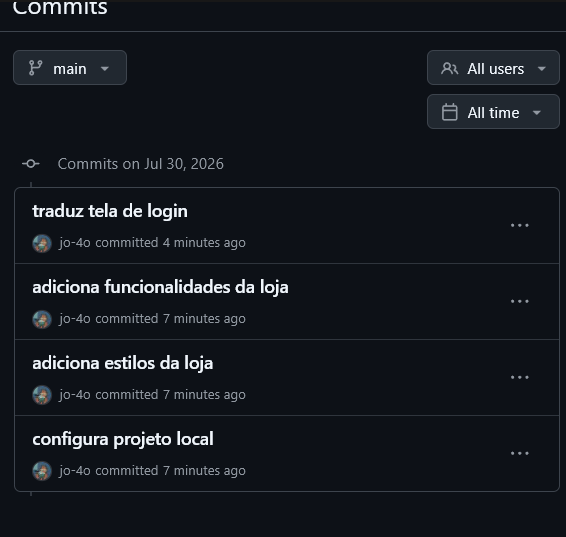 Commits
main
All users
All time
Commits on Jul 30, 2026
traduz tela de login
jo-4o committed 4 minutes ago
adiciona funcionalidades da loja
jo-4o committed 7 minutes ago
adiciona estilos da loja
jo-4o committed 7 minutes ago
configura projeto local
jo-4o committed 7 minutes ago